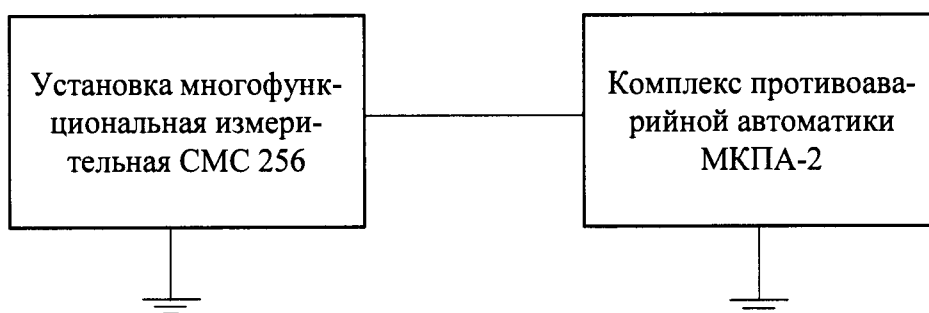 Установка многофунк-
циональная измери-
тельная СМС 256
Комплекс противоава-
рийной автоматики
МКПА-2